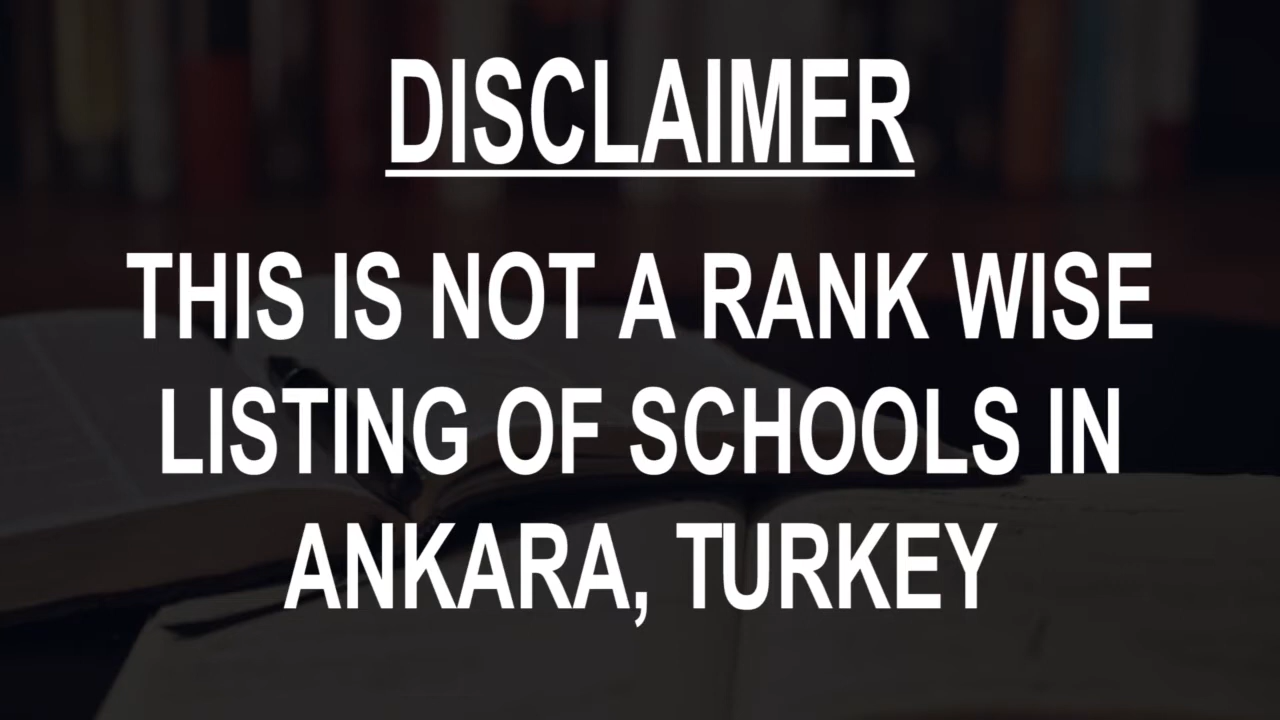 DISCLAIMER
THIS IS NOT A RANK WISE
LISTING OF SCHOOLS IN
ANKARA, TURKEY